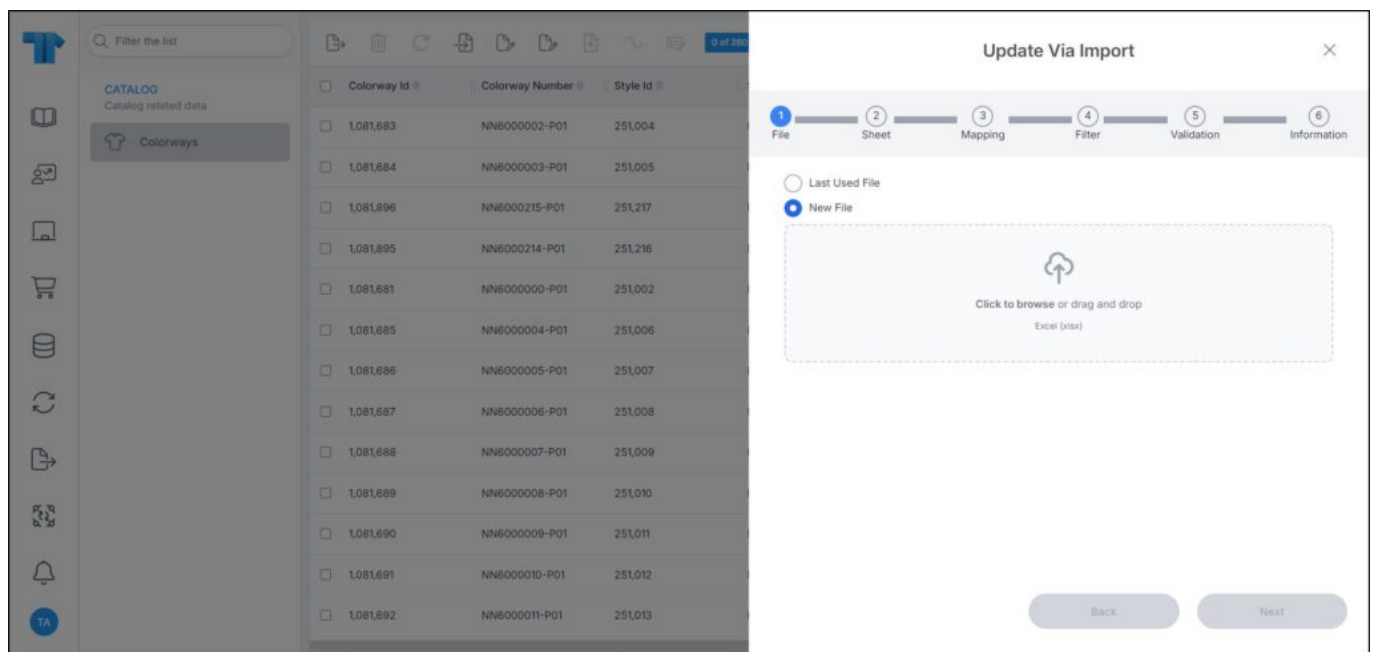 Filter the list
CATALOG
Catalog related data
Colorways
0 of 260
Colorway Id Colorway Number Style Id
1,081,683 NN6000002-P01 251,004
1,081,684 NN6000003-P01 251,005
1,081,896 NN6000215-P01 251,217
1,081,895 NN6000214-P01 251,216
1,081,681 NN6000000-P01 251,002
1,081,685 NN6000004-P01 251,006
1,081,686 NN6000005-P01 251,007
1,081,687 NN6000006-P01 251,008
1,081,688 NN6000007-P01 251,009
1,081,689 NN6000008-P01 251,010
1,081,690 NN6000009-P01 251,011
1,081,691 NN6000010-P01 251,012
1,081,692 NN6000011-P01 251,013
TA
Update Via Import
1 2 3 4 5 6
File Sheet Mapping Filter Validation Information
Last Used File
New File
Click to browse or drag and drop
Excel (xlsx)
Back Next